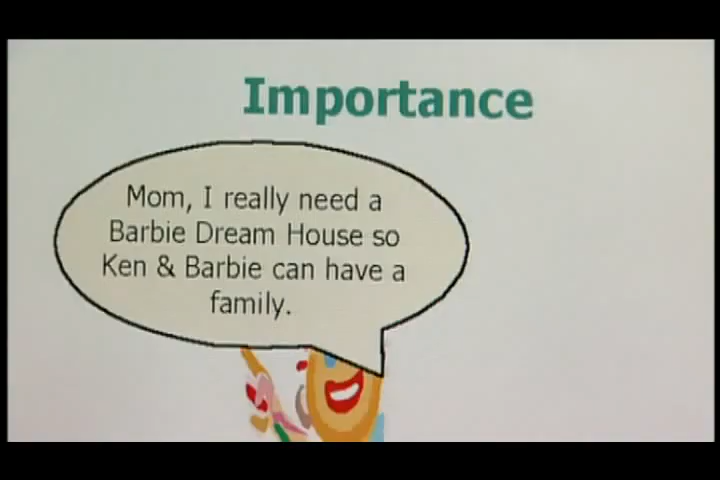 Importance
Mom, I really need a
Barbie Dream House so
Ken & Barbie can have a
family.